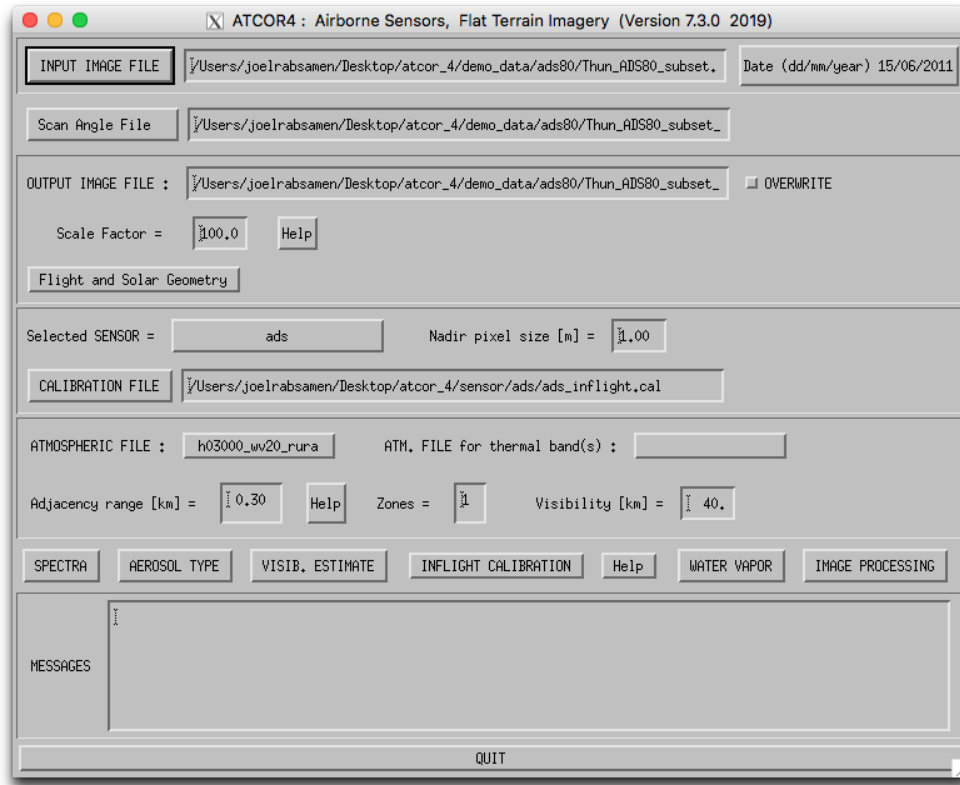 X ATCOR4 : Airborne Sensors, Flat Terrain Imagery (Version 7.3.0 2019)
INPUT IMAGE FILE /Users/joelrabsamen/Desktop/atcor_4/demo_data/ads80/Thun_ADS80_subset. Date (dd/mm/year) 15/06/2011
Scan Angle File /Users/joelrabsamen/Desktop/atcor_4/demo_data/ads80/Thun_ADS80_subset_
OUTPUT IMAGE FILE : /Users/joelrabsamen/Desktop/atcor_4/demo_data/ads80/Thun_ADS80_subset_ OVERWRITE
Scale Factor = 100.0 Help
Flight and Solar Geometry
Selected SENSOR = ads Nadir pixel size [m] = 1.00
CALIBRATION FILE /Users/joelrabsamen/Desktop/atcor_4/sensor/ads/ads_inflight.cal
ATMOSPHERIC FILE : h03000_wv20_rura ATM. FILE for thermal band(s) :
Adjacency range [km] = 0.30 Help Zones = 1 Visibility [km] = 40.
SPECTRA AEROSOL TYPE VISIB. ESTIMATE INFLIGHT CALIBRATION Help WATER VAPOR IMAGE PROCESSING
MESSAGES
QUIT